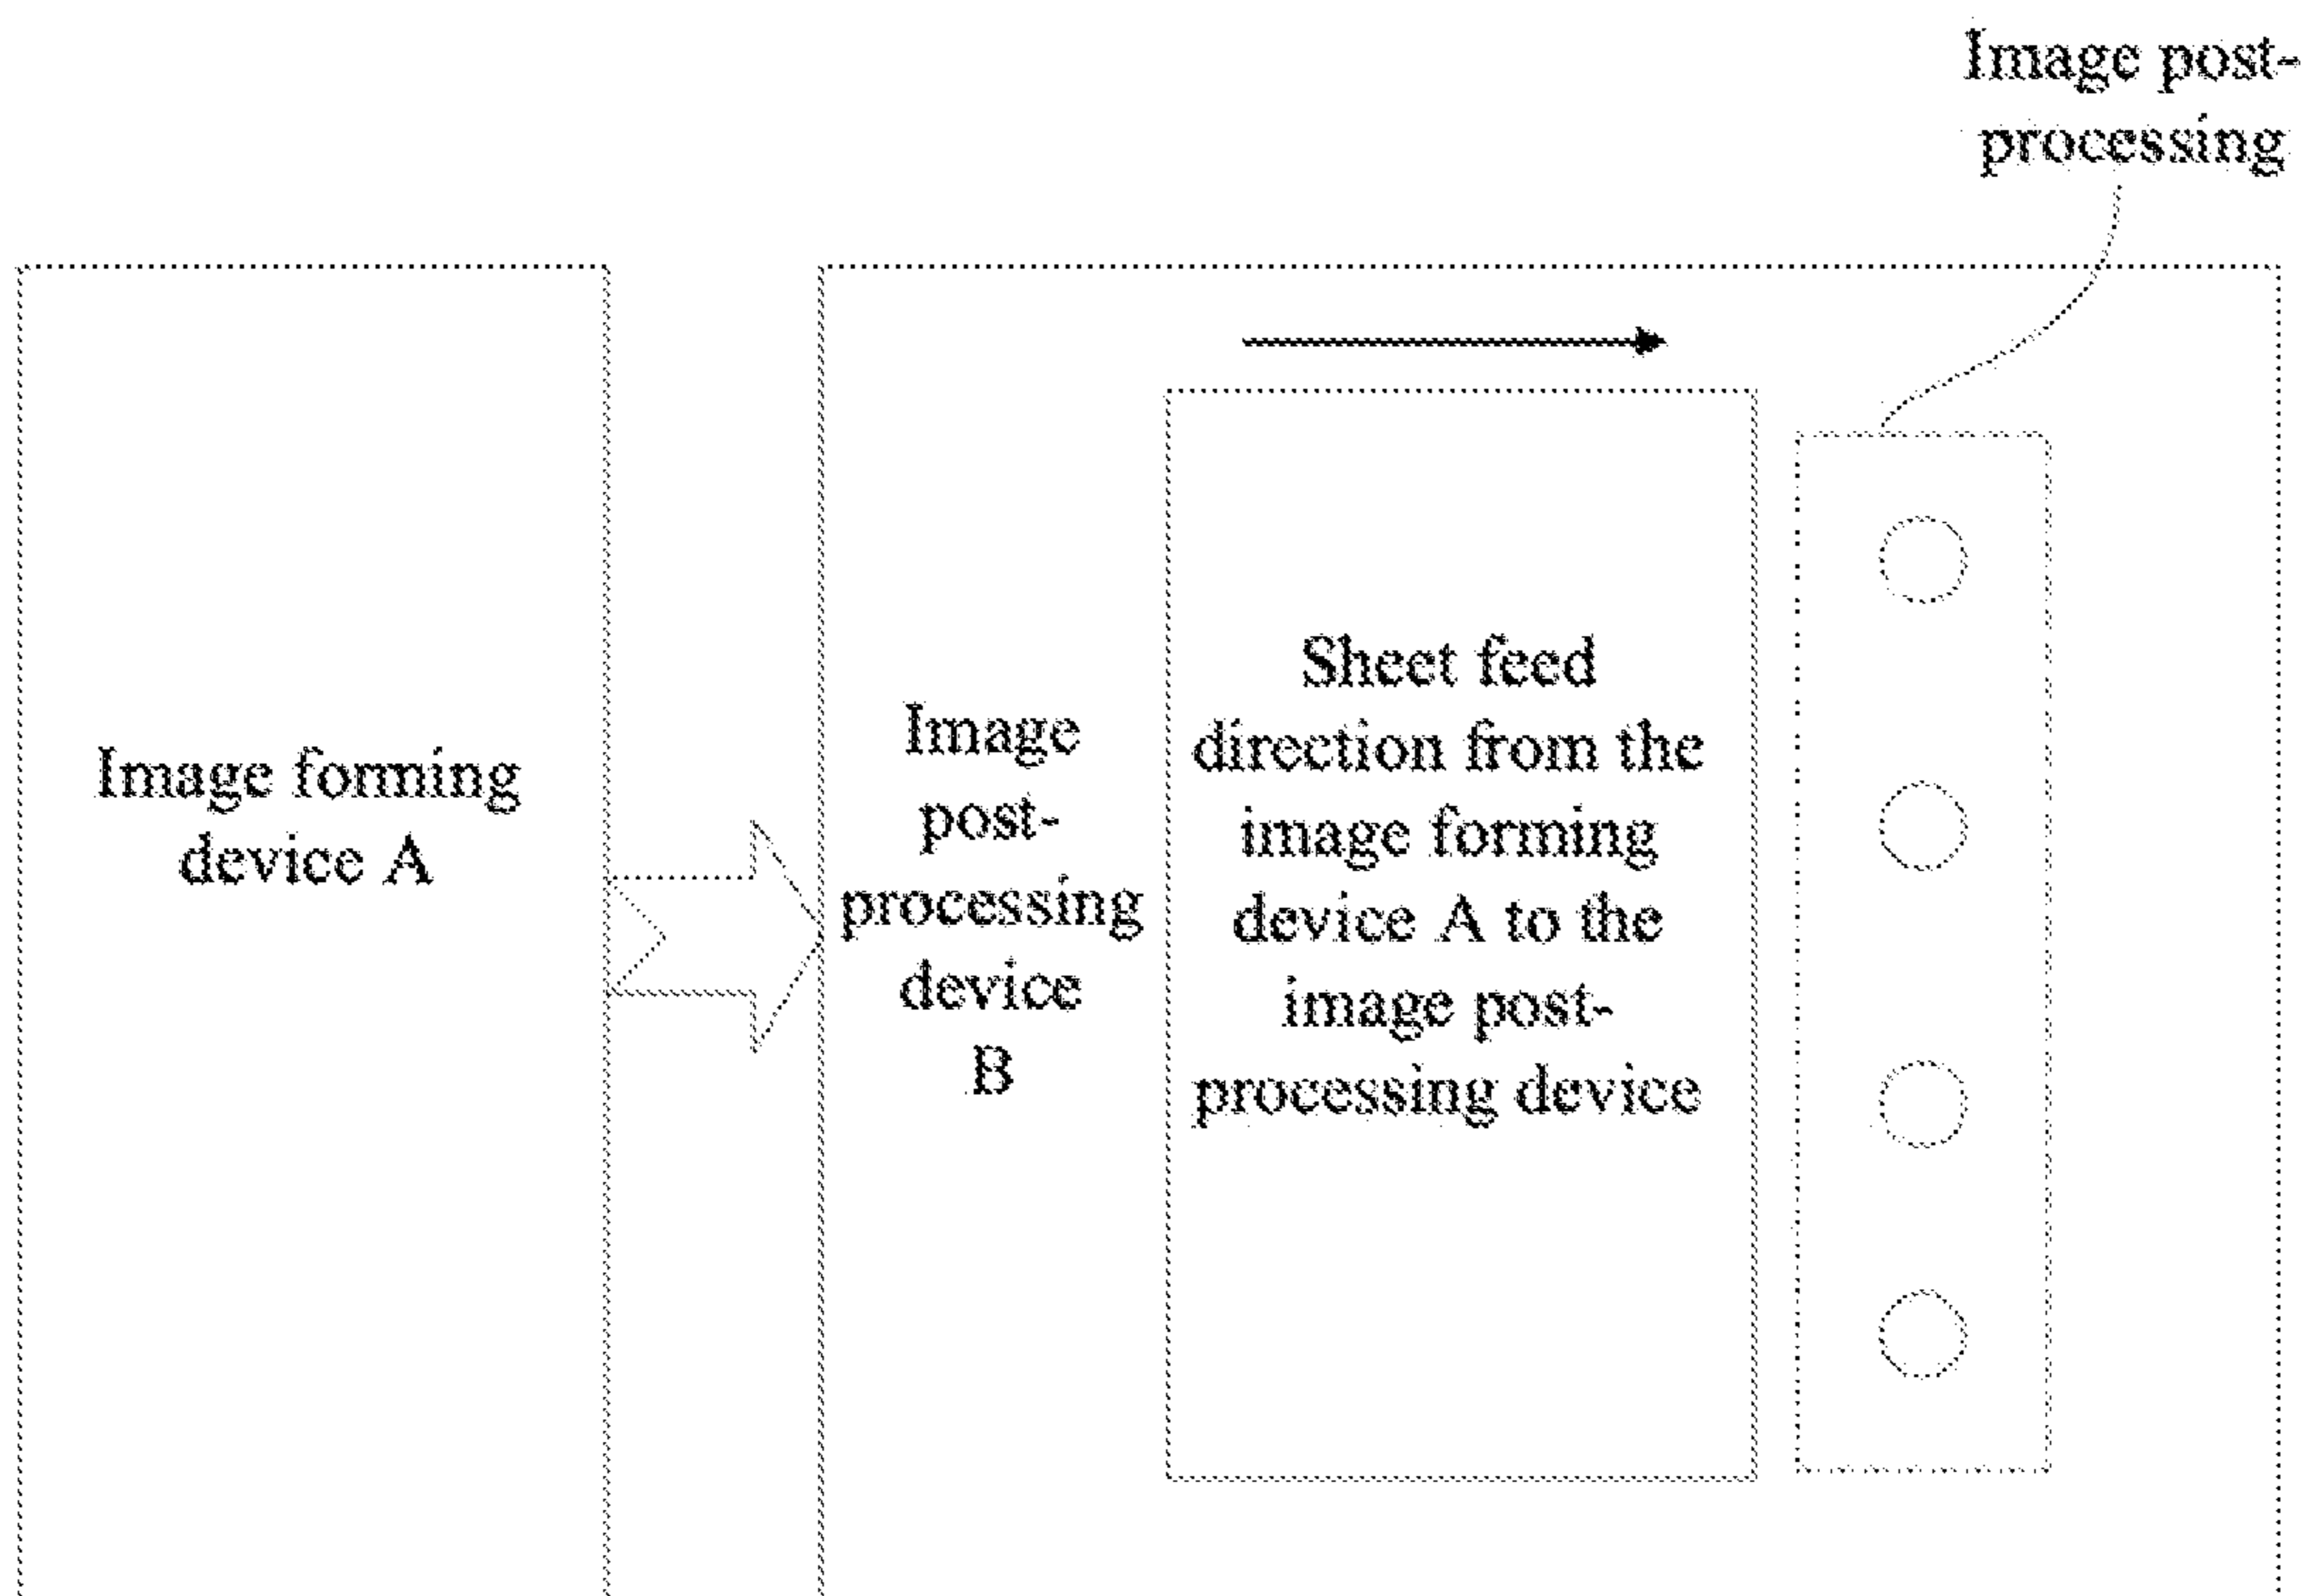 Image post-
processing
Image forming
device A
Image
post-
processing
device
B
Sheet feed
direction from the
image forming
device A to the
image post-
processing device